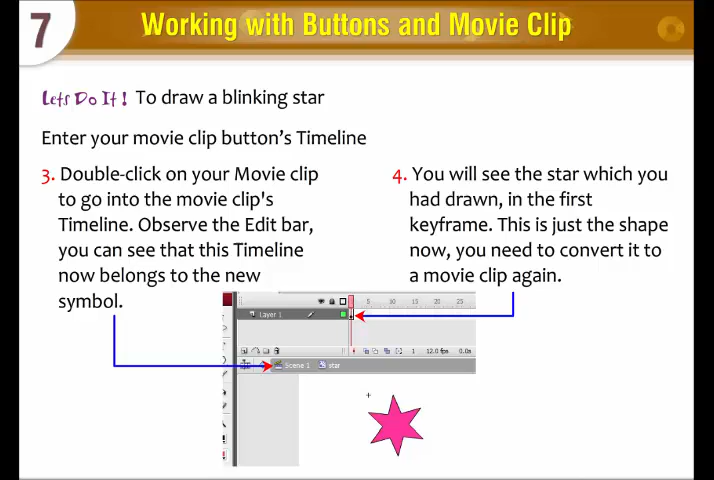 7
Working with Buttons and Movie Clip
Lets Do It! To draw a blinking star
Enter your movie clip button's Timeline
3. Double-click on your Movie clip
to go into the movie clip's
Timeline. Observe the Edit bar,
you can see that this Timeline
now belongs to the new
symbol.
4. You will see the star which you
had drawn, in the first
keyframe. This is just the shape
now, you need to convert it to
a movie clip again.
5 10 15 20 25
Layer 1
1 12.0 fps 0.0s
Scene 1 star